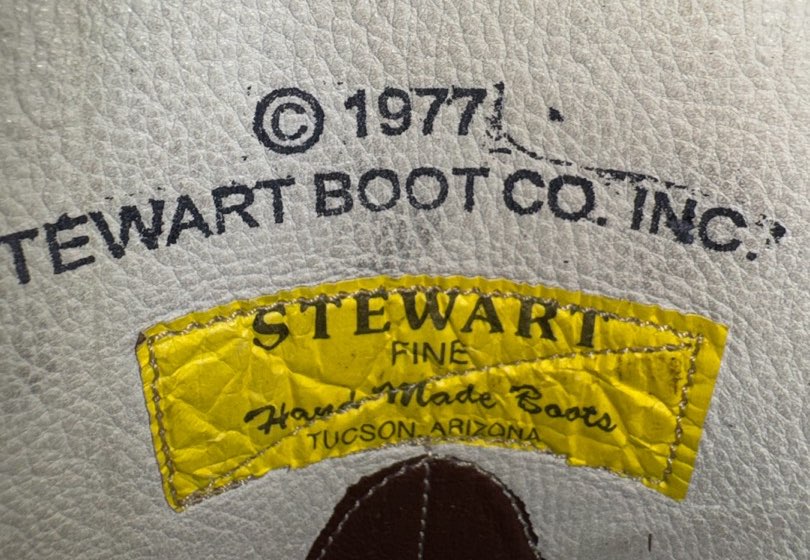 © 1977
TEWART BOOT CO. INC.
STEWART
FINE
Hand Made Boots
TUCSON, ARIZONA